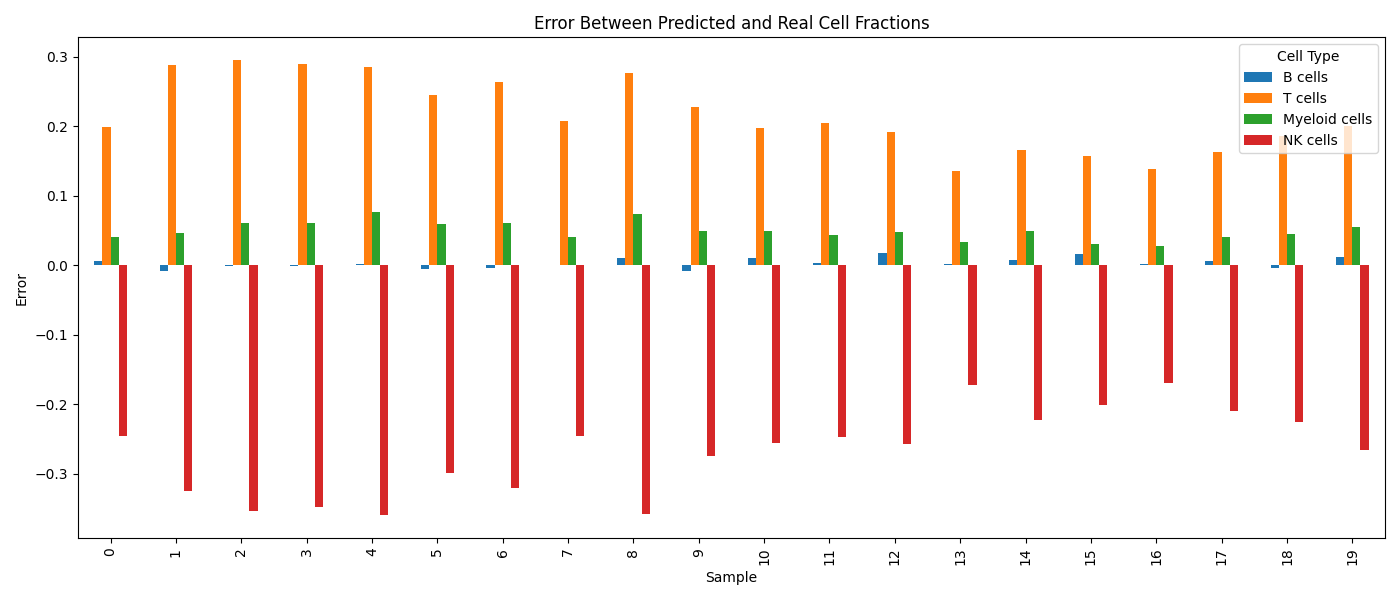 Error Between Predicted and Real Cell Fractions
Cell Type
B cells
T cells
Myeloid cells
NK cells
0.3
0.2
0.1
0.0
−0.1
−0.2
−0.3
Error
0 1 2 3 4 5 6 7 8 9 10 11 12 13 14 15 16 17 18 19
Sample